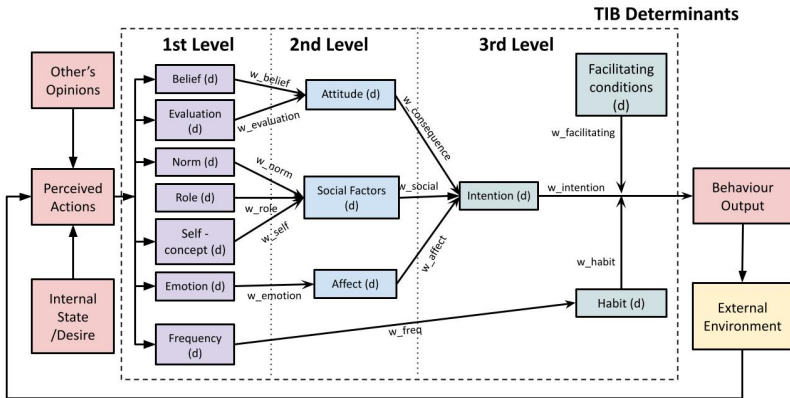 TIB Determinants
1st Level
2nd Level
3rd Level
Other's
Opinions
Perceived
Actions
Internal
State
/Desire
Belief (d)
Evaluation
(d)
Norm (d)
Role (d)
Self -
concept (d)
Emotion (d)
Frequency
(d)
w_belief
w_evaluation
w_norm
w_role
w_self
w_emotion
w_freq
Attitude (d)
Social Factors
(d)
Affect (d)
w_consequence
w_social
w_affect
Intention (d)
w_intention
Facilitating
conditions
(d)
w_facilitating
w_habit
Habit (d)
Behaviour
Output
External
Environment